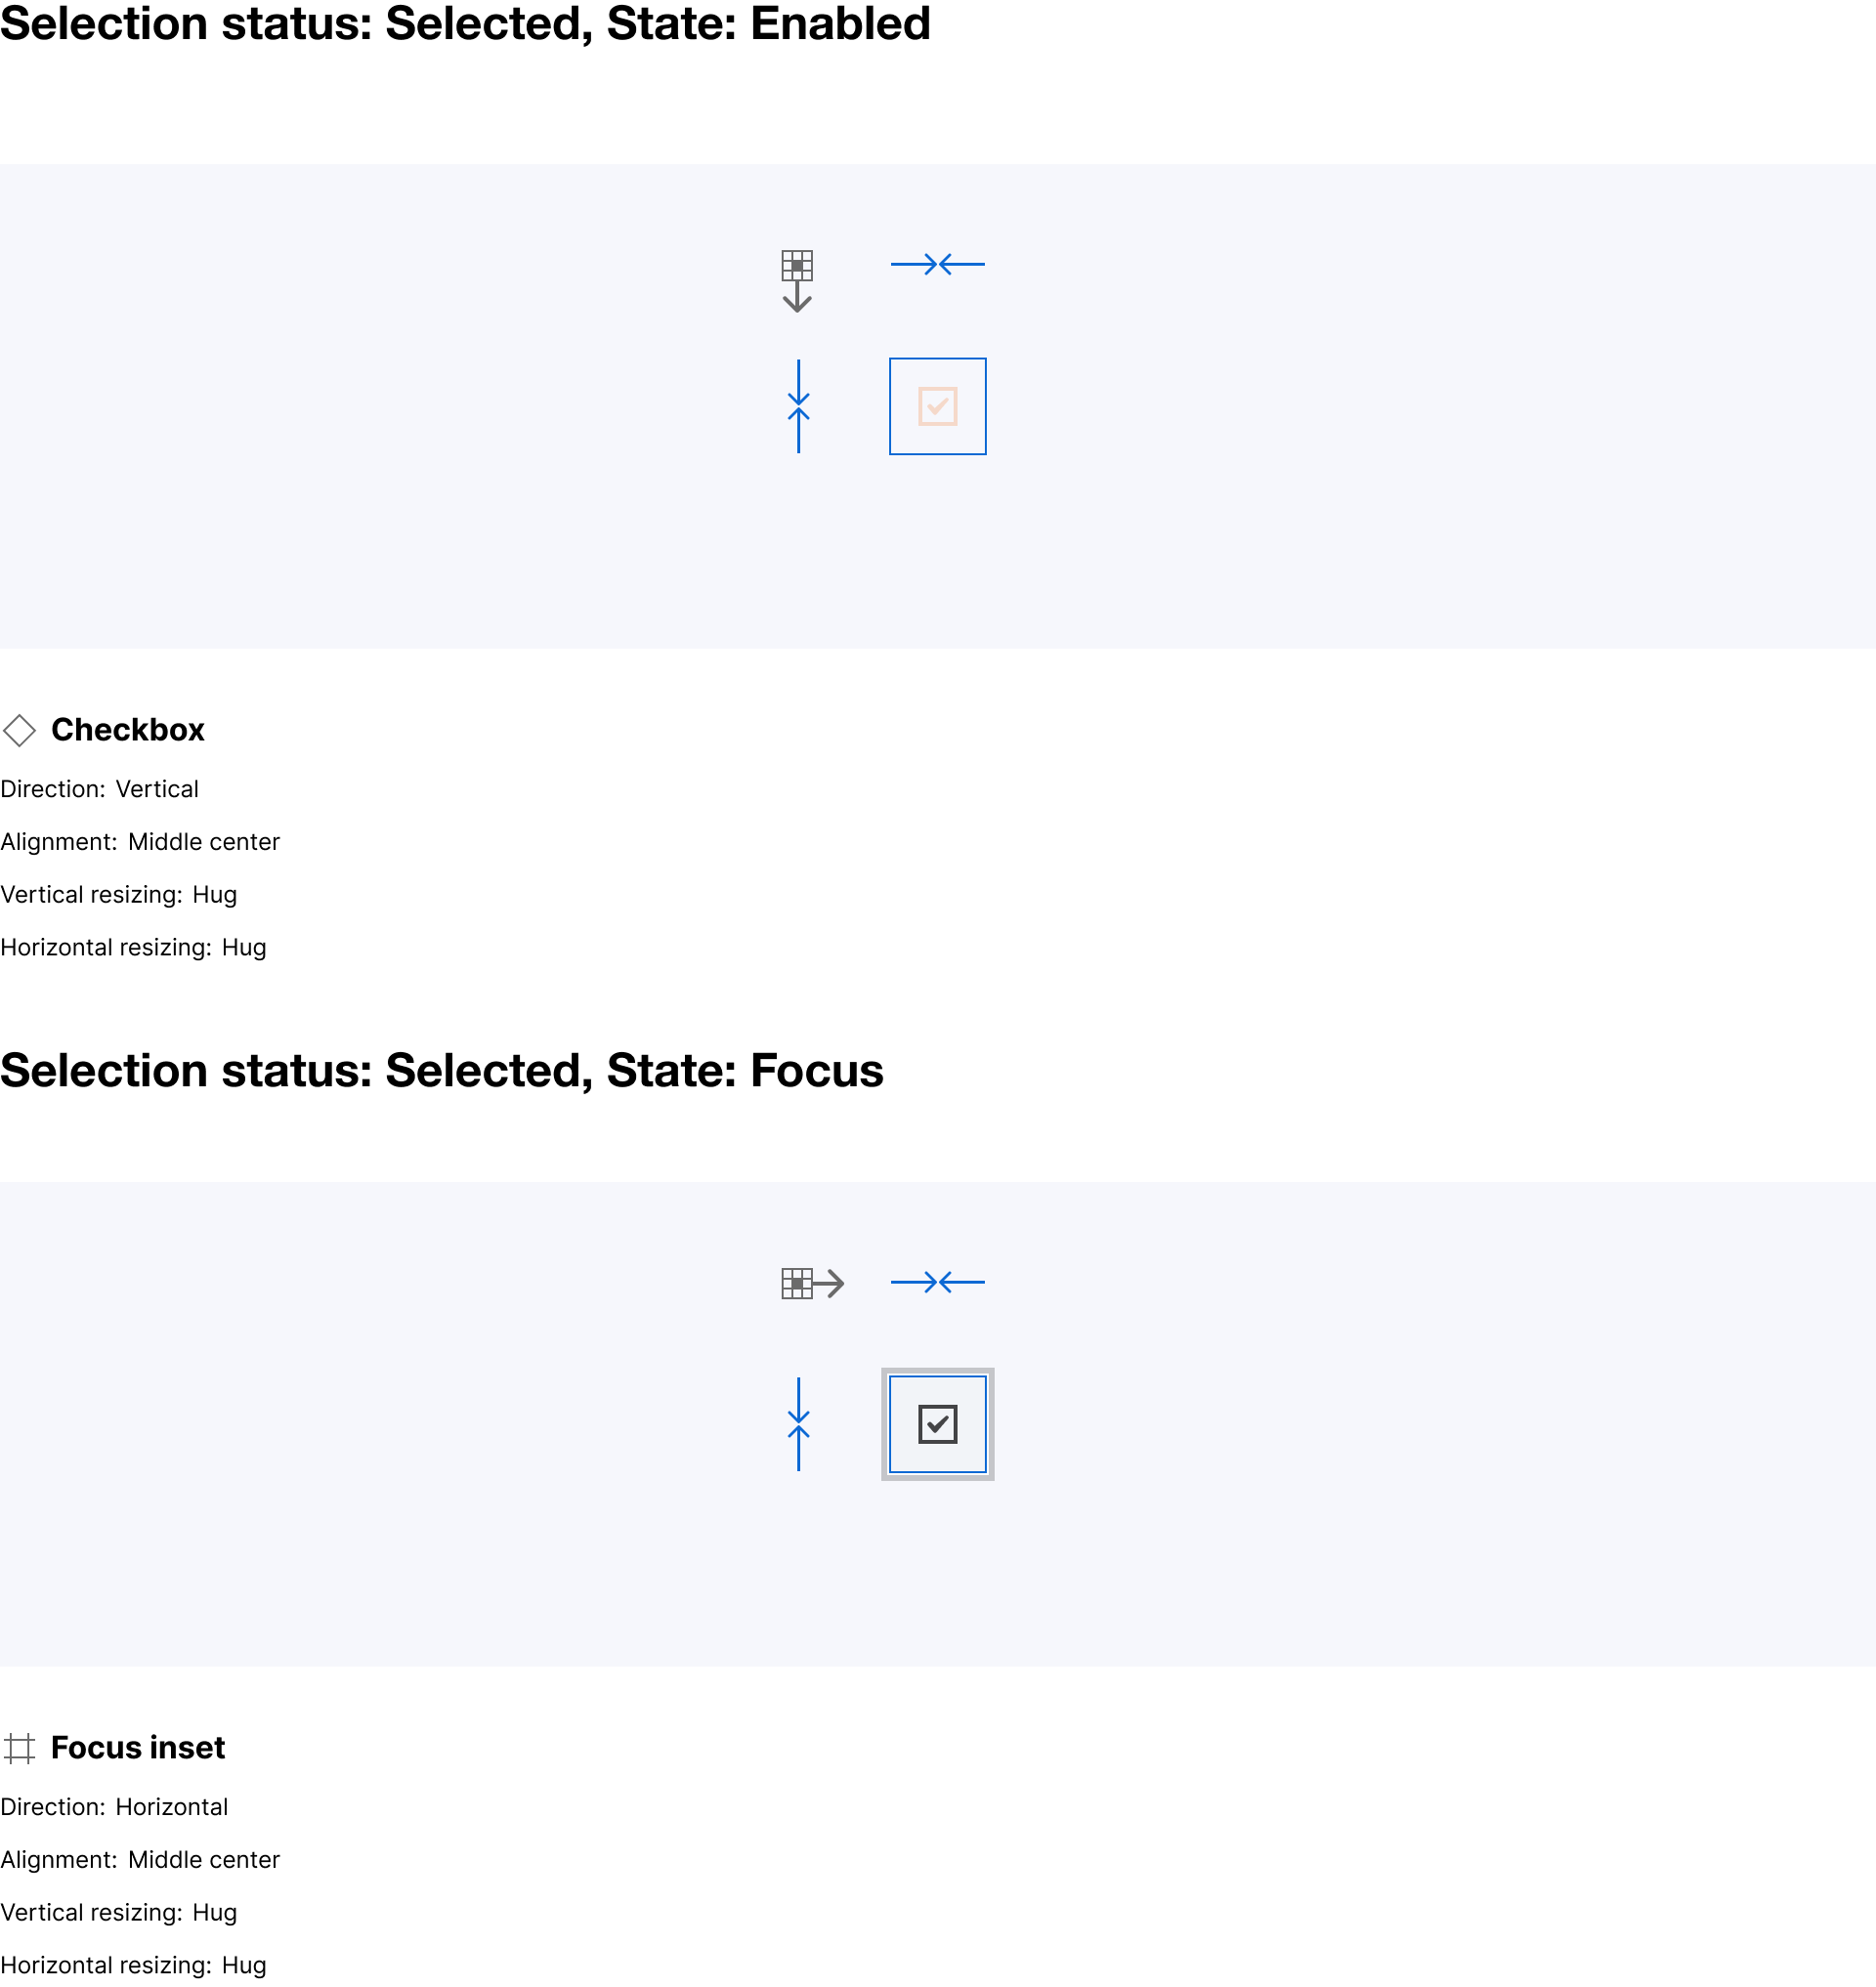 Selection status: Selected, State: Enabled
Checkbox
Direction: Vertical
Alignment: Middle center
Vertical resizing: Hug
Horizontal resizing: Hug
Selection status: Selected, State: Focus
Focus inset
Direction: Horizontal
Alignment: Middle center
Vertical resizing: Hug
Horizontal resizing: Hug